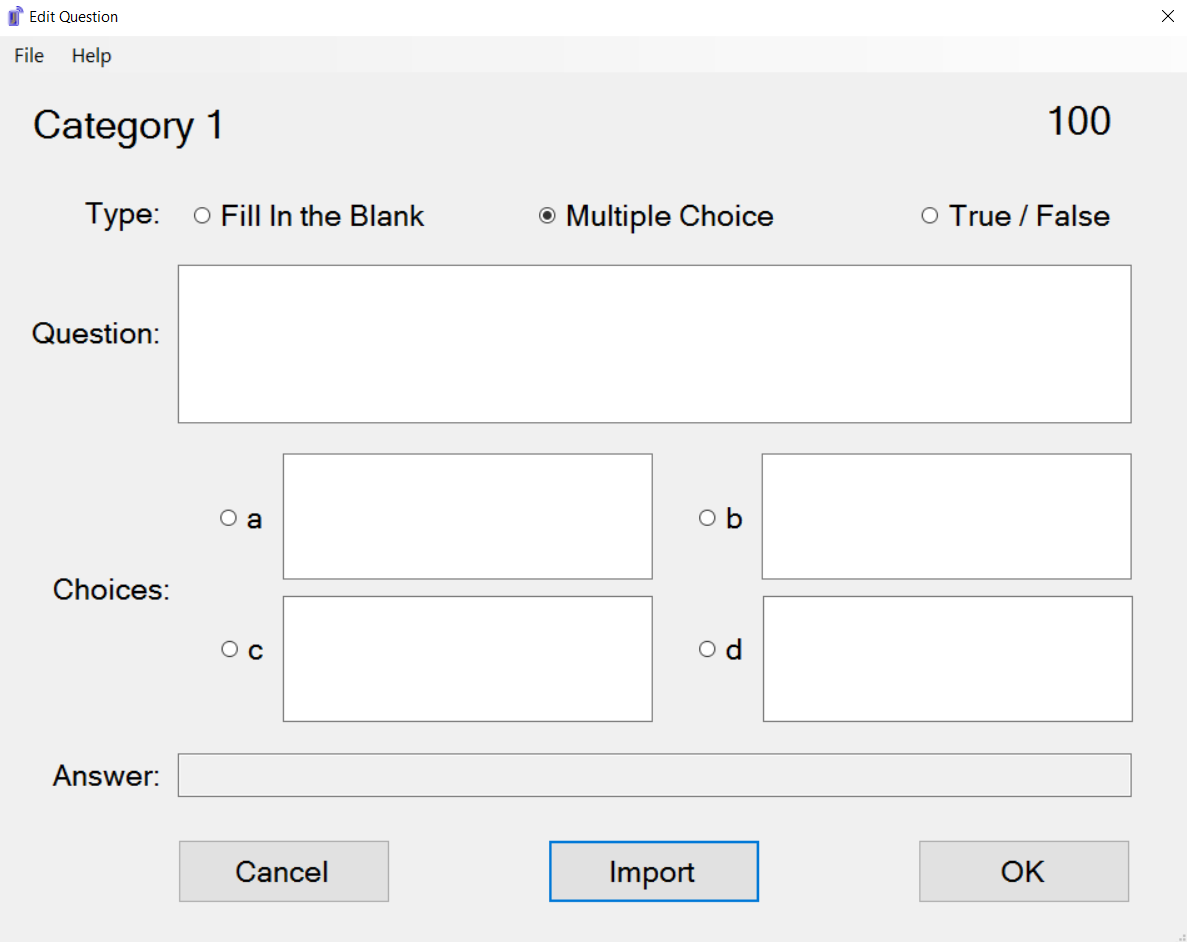 Edit Question
File Help
Category 1 100
Type: Fill In the Blank Multiple Choice True / False
Question:
a b
Choices:
c d
Answer:
Cancel Import OK